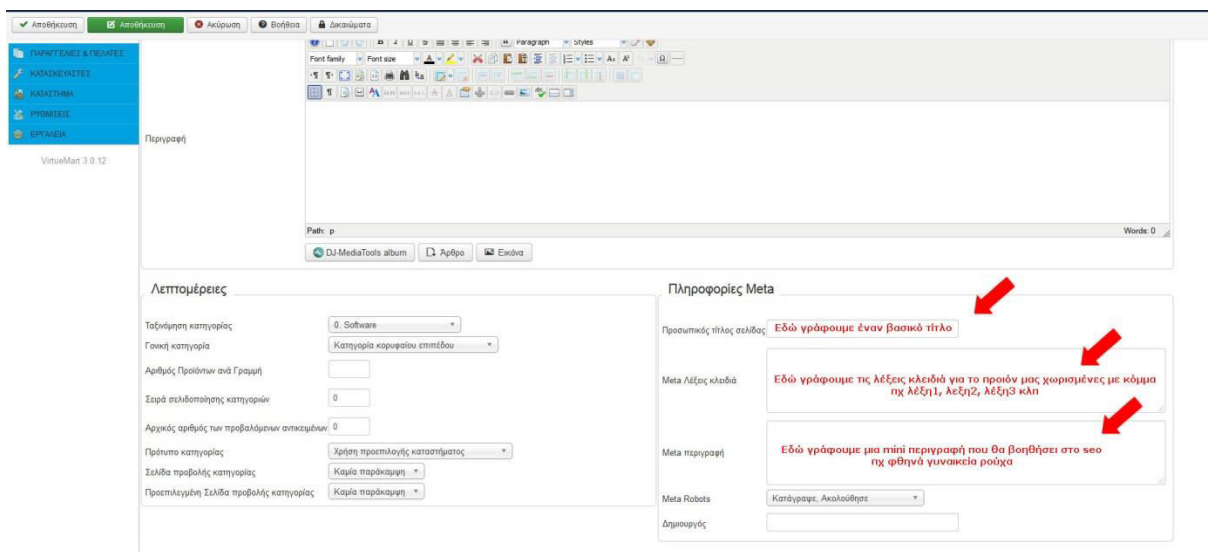 Αποθήκευση
Αποθήκευση
Ακύρωση
Βοήθεια
Δικαιώματα
ΠΑΡΑΓΓΕΛΙΕΣ & ΠΕΛΑΤΕΣ
ΚΑΤΑΣΚΕΥΑΣΤΕΣ
ΚΑΤΑΣΤΗΜΑ
ΡΥΘΜΙΣΕΙΣ
ΕΡΓΑΛΕΙΑ
VirtueMart 3.0.12
Paragraph
Styles
Font family
Font size
Περιγραφή
Path: p
Words: 0
DJ-MediaTools album
Άρθρο
Εικόνα
Λεπτομέρειες
Ταξινόμηση κατηγορίας
0. Software
Γονική κατηγορία
Κατηγορία κορυφαίου επιπέδου
Αριθμός Προϊόντων ανά Γραμμή
Σειρά σελιδοποίησης κατηγοριών
0
Αρχικός αριθμός των προβαλόμενων αντικειμένων
0
Πρότυπο κατηγορίας
Χρήση προεπιλογής καταστήματος
Σελίδα προβολής κατηγορίας
Καμία παράκαμψη
Προεπιλεγμένη Σελίδα προβολής κατηγορίας
Καμία παράκαμψη
Πληροφορίες Meta
Προσωπικός τίτλος σελίδας
Εδώ γράφουμε έναν βασικό τίτλο
Meta Λέξεις κλειδιά
Εδώ γράφουμε τις λέξεις κλειδιά για το προιόν μας χωρισμένες με κόμμα
πχ λέξη1, λεξη2, λέξη3 κλπ
Meta περιγραφή
Εδώ γράφουμε μια mini περιγραφή που θα βοηθήσει στο seo
πχ φθηνά γυναικεία ρούχα
Meta Robots
Κατάγραψε, Ακολούθησε
Δημιουργός